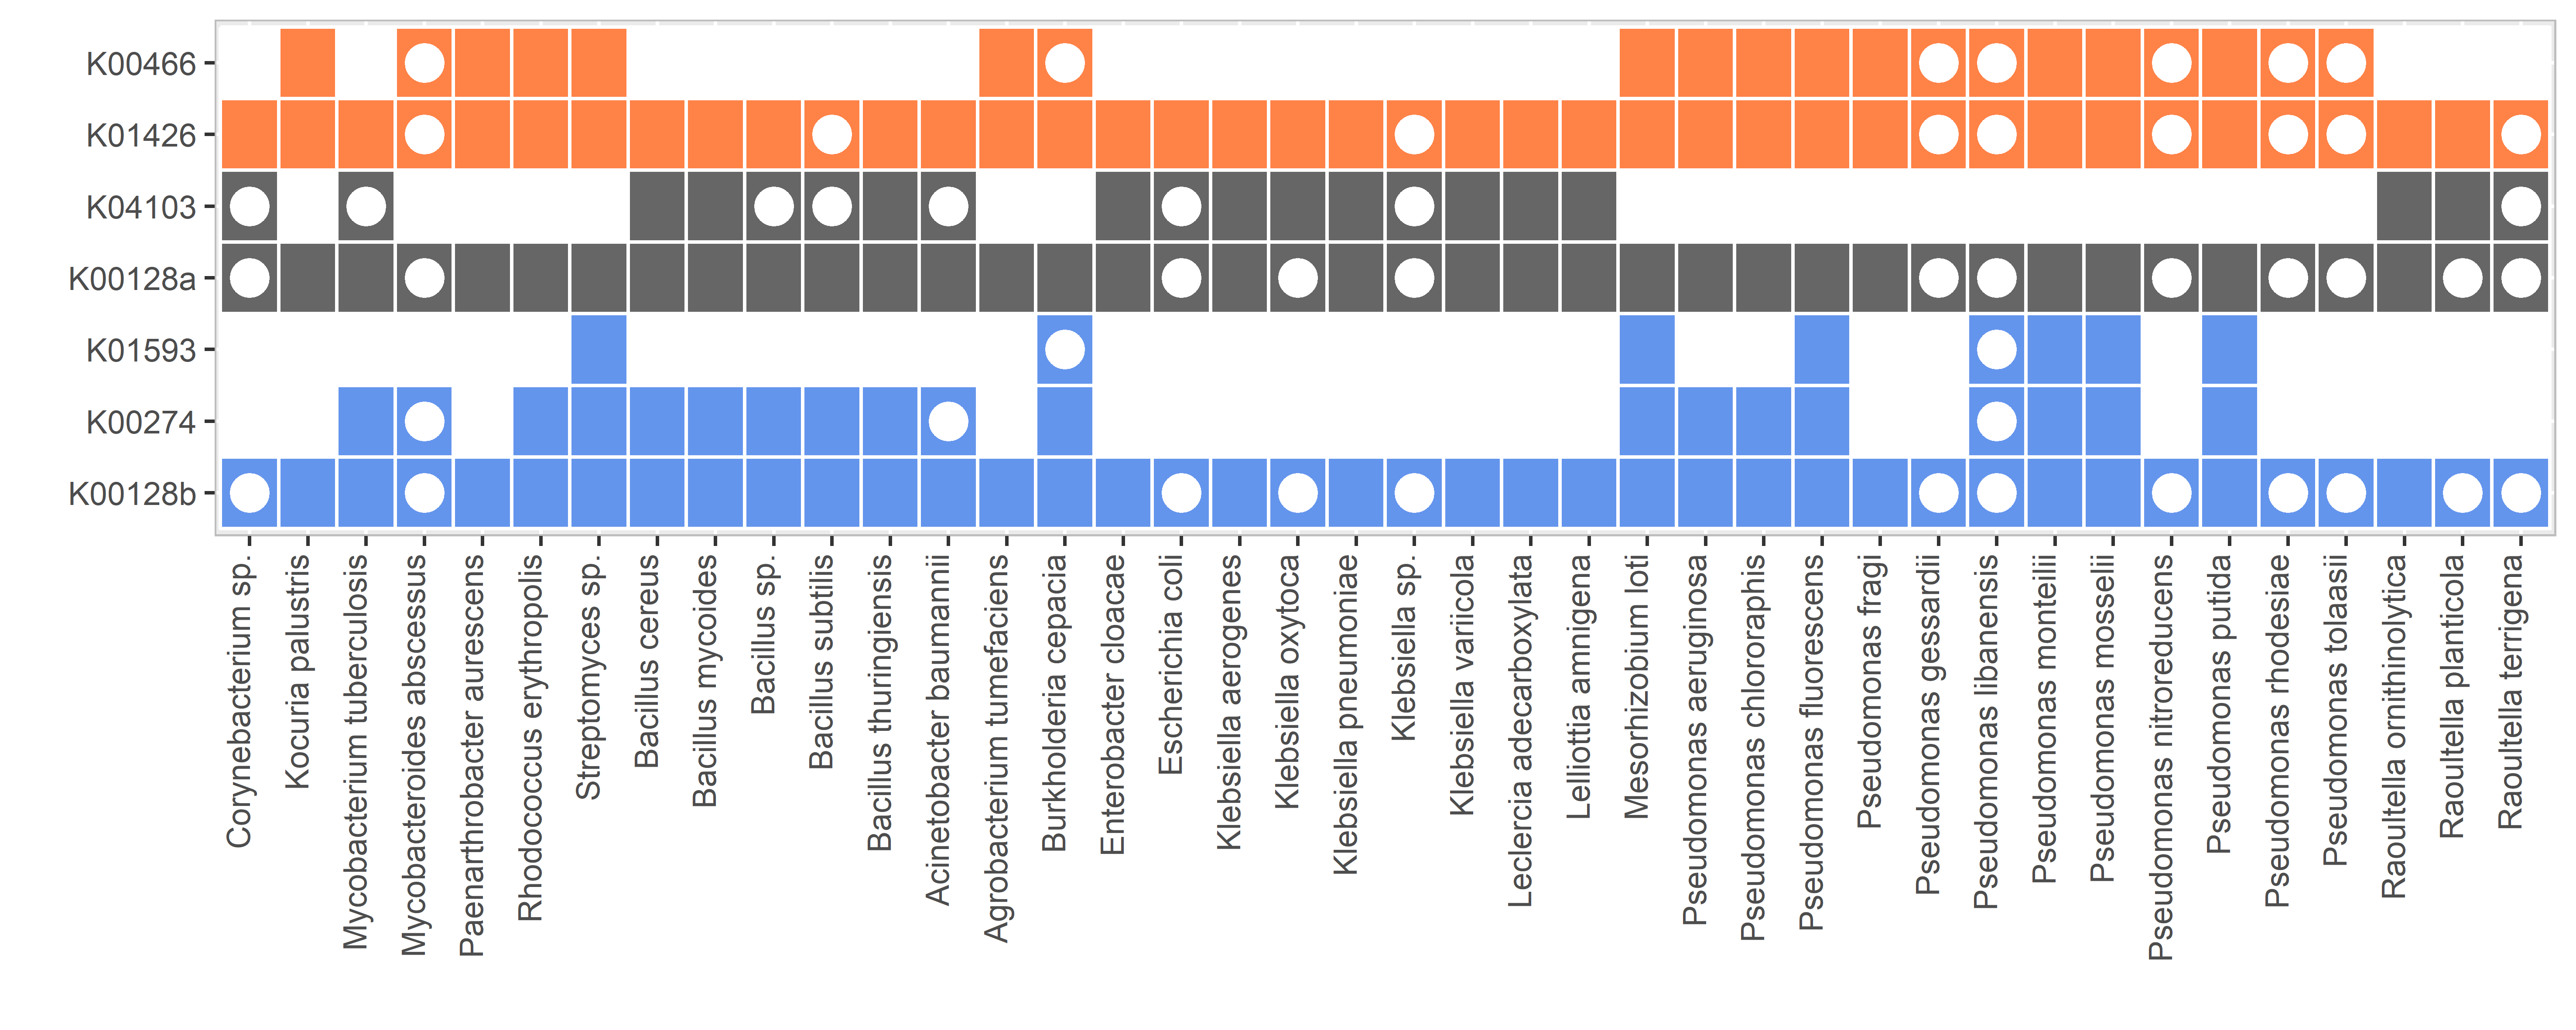 K00466
K01426
K04103
K00128a
K01593
K00274
K00128b
Corynebacterium sp.
Kocuria palustris
Mycobacterium tuberculosis
Mycobacteroides abscessus
Paenarthrobacter aurescens
Rhodococcus erythropolis
Streptomyces sp.
Bacillus cereus
Bacillus mycoides
Bacillus sp.
Bacillus subtilis
Bacillus thuringiensis
Acinetobacter baumannii
Agrobacterium tumefaciens
Burkholderia cepacia
Enterobacter cloacae
Escherichia coli
Klebsiella aerogenes
Klebsiella oxytoca
Klebsiella pneumoniae
Klebsiella sp.
Klebsiella variicola
Leclercia adecarboxylata
Lelliottia amnigena
Mesorhizobium loti
Pseudomonas aeruginosa
Pseudomonas chlororaphis
Pseudomonas fluorescens
Pseudomonas fragi
Pseudomonas gessardii
Pseudomonas libanensis
Pseudomonas monteilii
Pseudomonas mosselii
Pseudomonas nitroreducens
Pseudomonas putida
Pseudomonas rhodesiae
Pseudomonas tolaasii
Raoultella ornithinolytica
Raoultella planticola
Raoultella terrigena